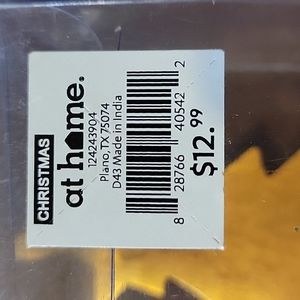 CHRISTMAS
at home.
124243904
Plano, TX 75074
D43 Made in India
8 28766 40542 2
$12.99